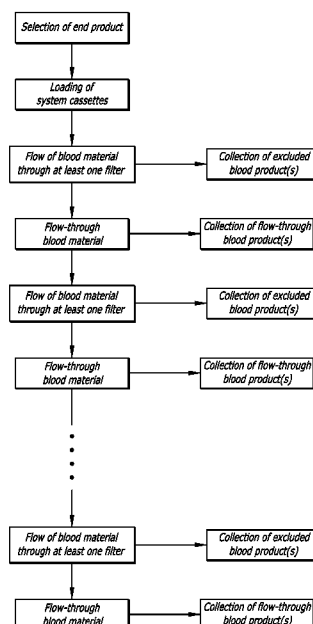 Selection of end product
Loading of
system cassettes
Flow of blood material
through at least one filter
Collection of excluded
blood product(s)
Flow-through
blood material
Collection of flow-through
blood product(s)
Flow of blood material
through at least one filter
Collection of excluded
blood product(s)
Flow-through
blood material
Collection of flow-through
blood product(s)
Flow of blood material
through at least one filter
Collection of excluded
blood product(s)
Flow-through
blood material
Collection of flow-through
blood product(s)